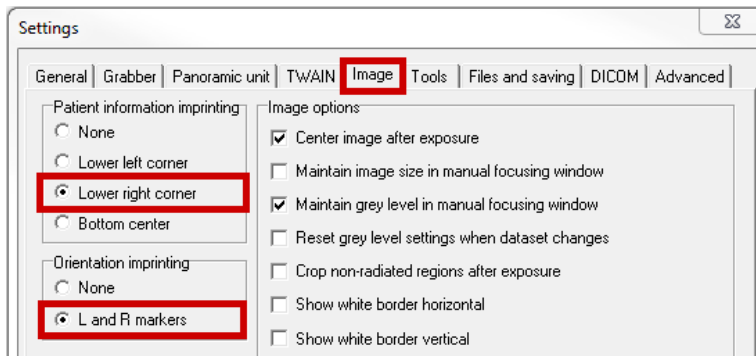 Settings
General Grabber Panoramic unit TWAIN Image Tools Files and saving DICOM Advanced
Patient information imprinting
None
Lower left corner
Lower right corner
Bottom center
Orientation imprinting
None
L and R markers
Image options
Center image after exposure
Maintain image size in manual focusing window
Maintain grey level in manual focusing window
Reset grey level settings when dataset changes
Crop non-radiated regions after exposure
Show white border horizontal
Show white border vertical